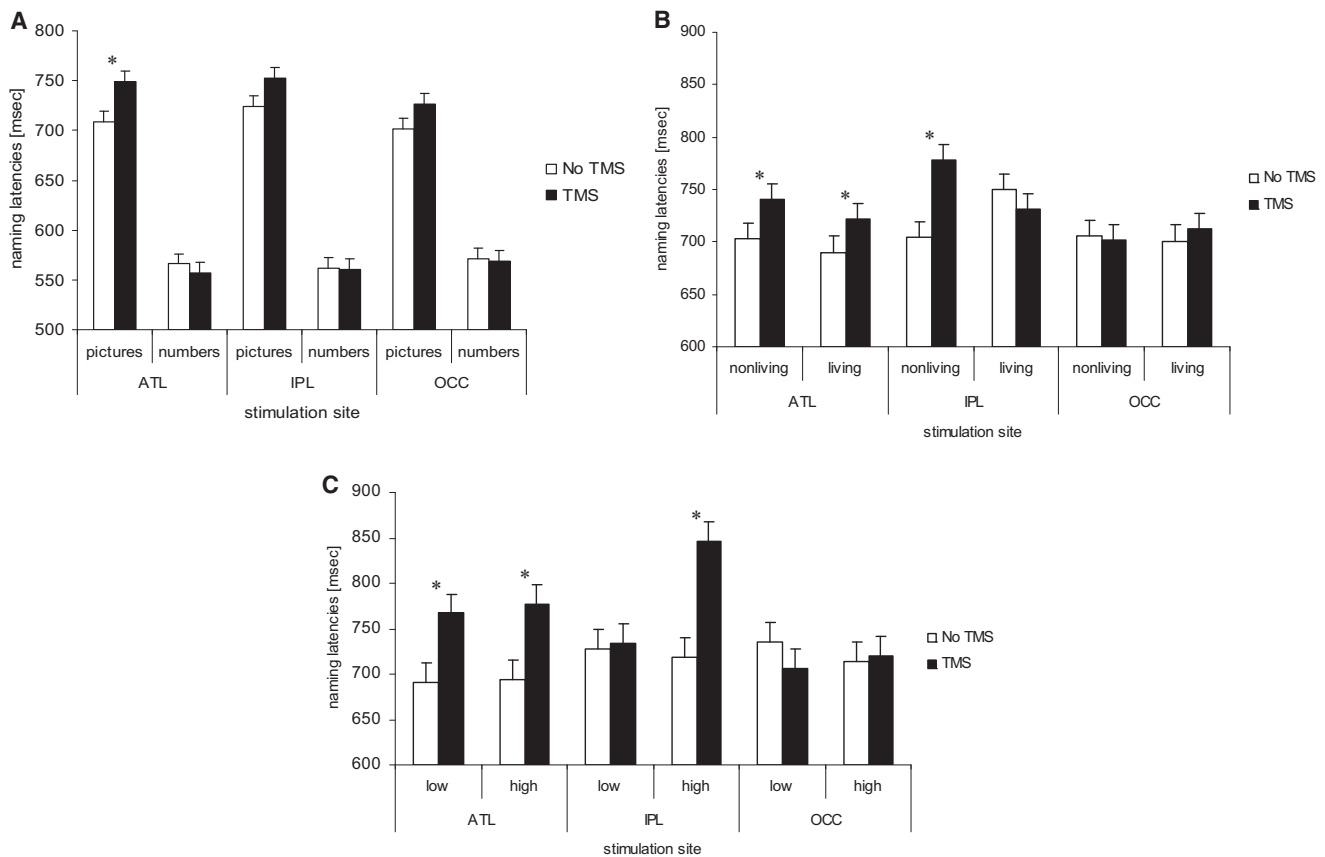 A
800
750
700
650
600
550
500
naming latencies [msec]
*
No TMS
TMS
pictures numbers pictures numbers pictures numbers
ATL IPL OCC
stimulation site
B
900
850
800
750
700
650
600
naming latencies [msec]
* * *
No TMS
TMS
nonliving living nonliving living nonliving living
ATL IPL OCC
stimulation site
C
900
850
800
750
700
650
600
naming latencies [msec]
* * *
No TMS
TMS
low high low high low high
ATL IPL OCC
stimulation site